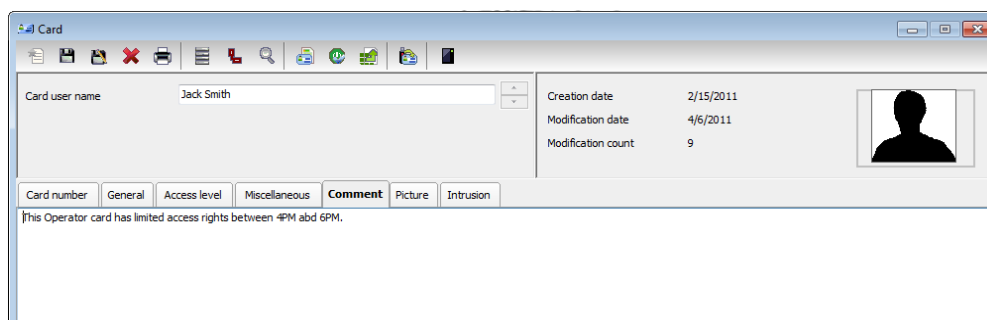 Card
Card user name Jack Smith
Creation date 2/15/2011
Modification date 4/6/2011
Modification count 9
Card number General Access level Miscellaneous Comment Picture Intrusion
This Operator card has limited access rights between 4PM abd 6PM.